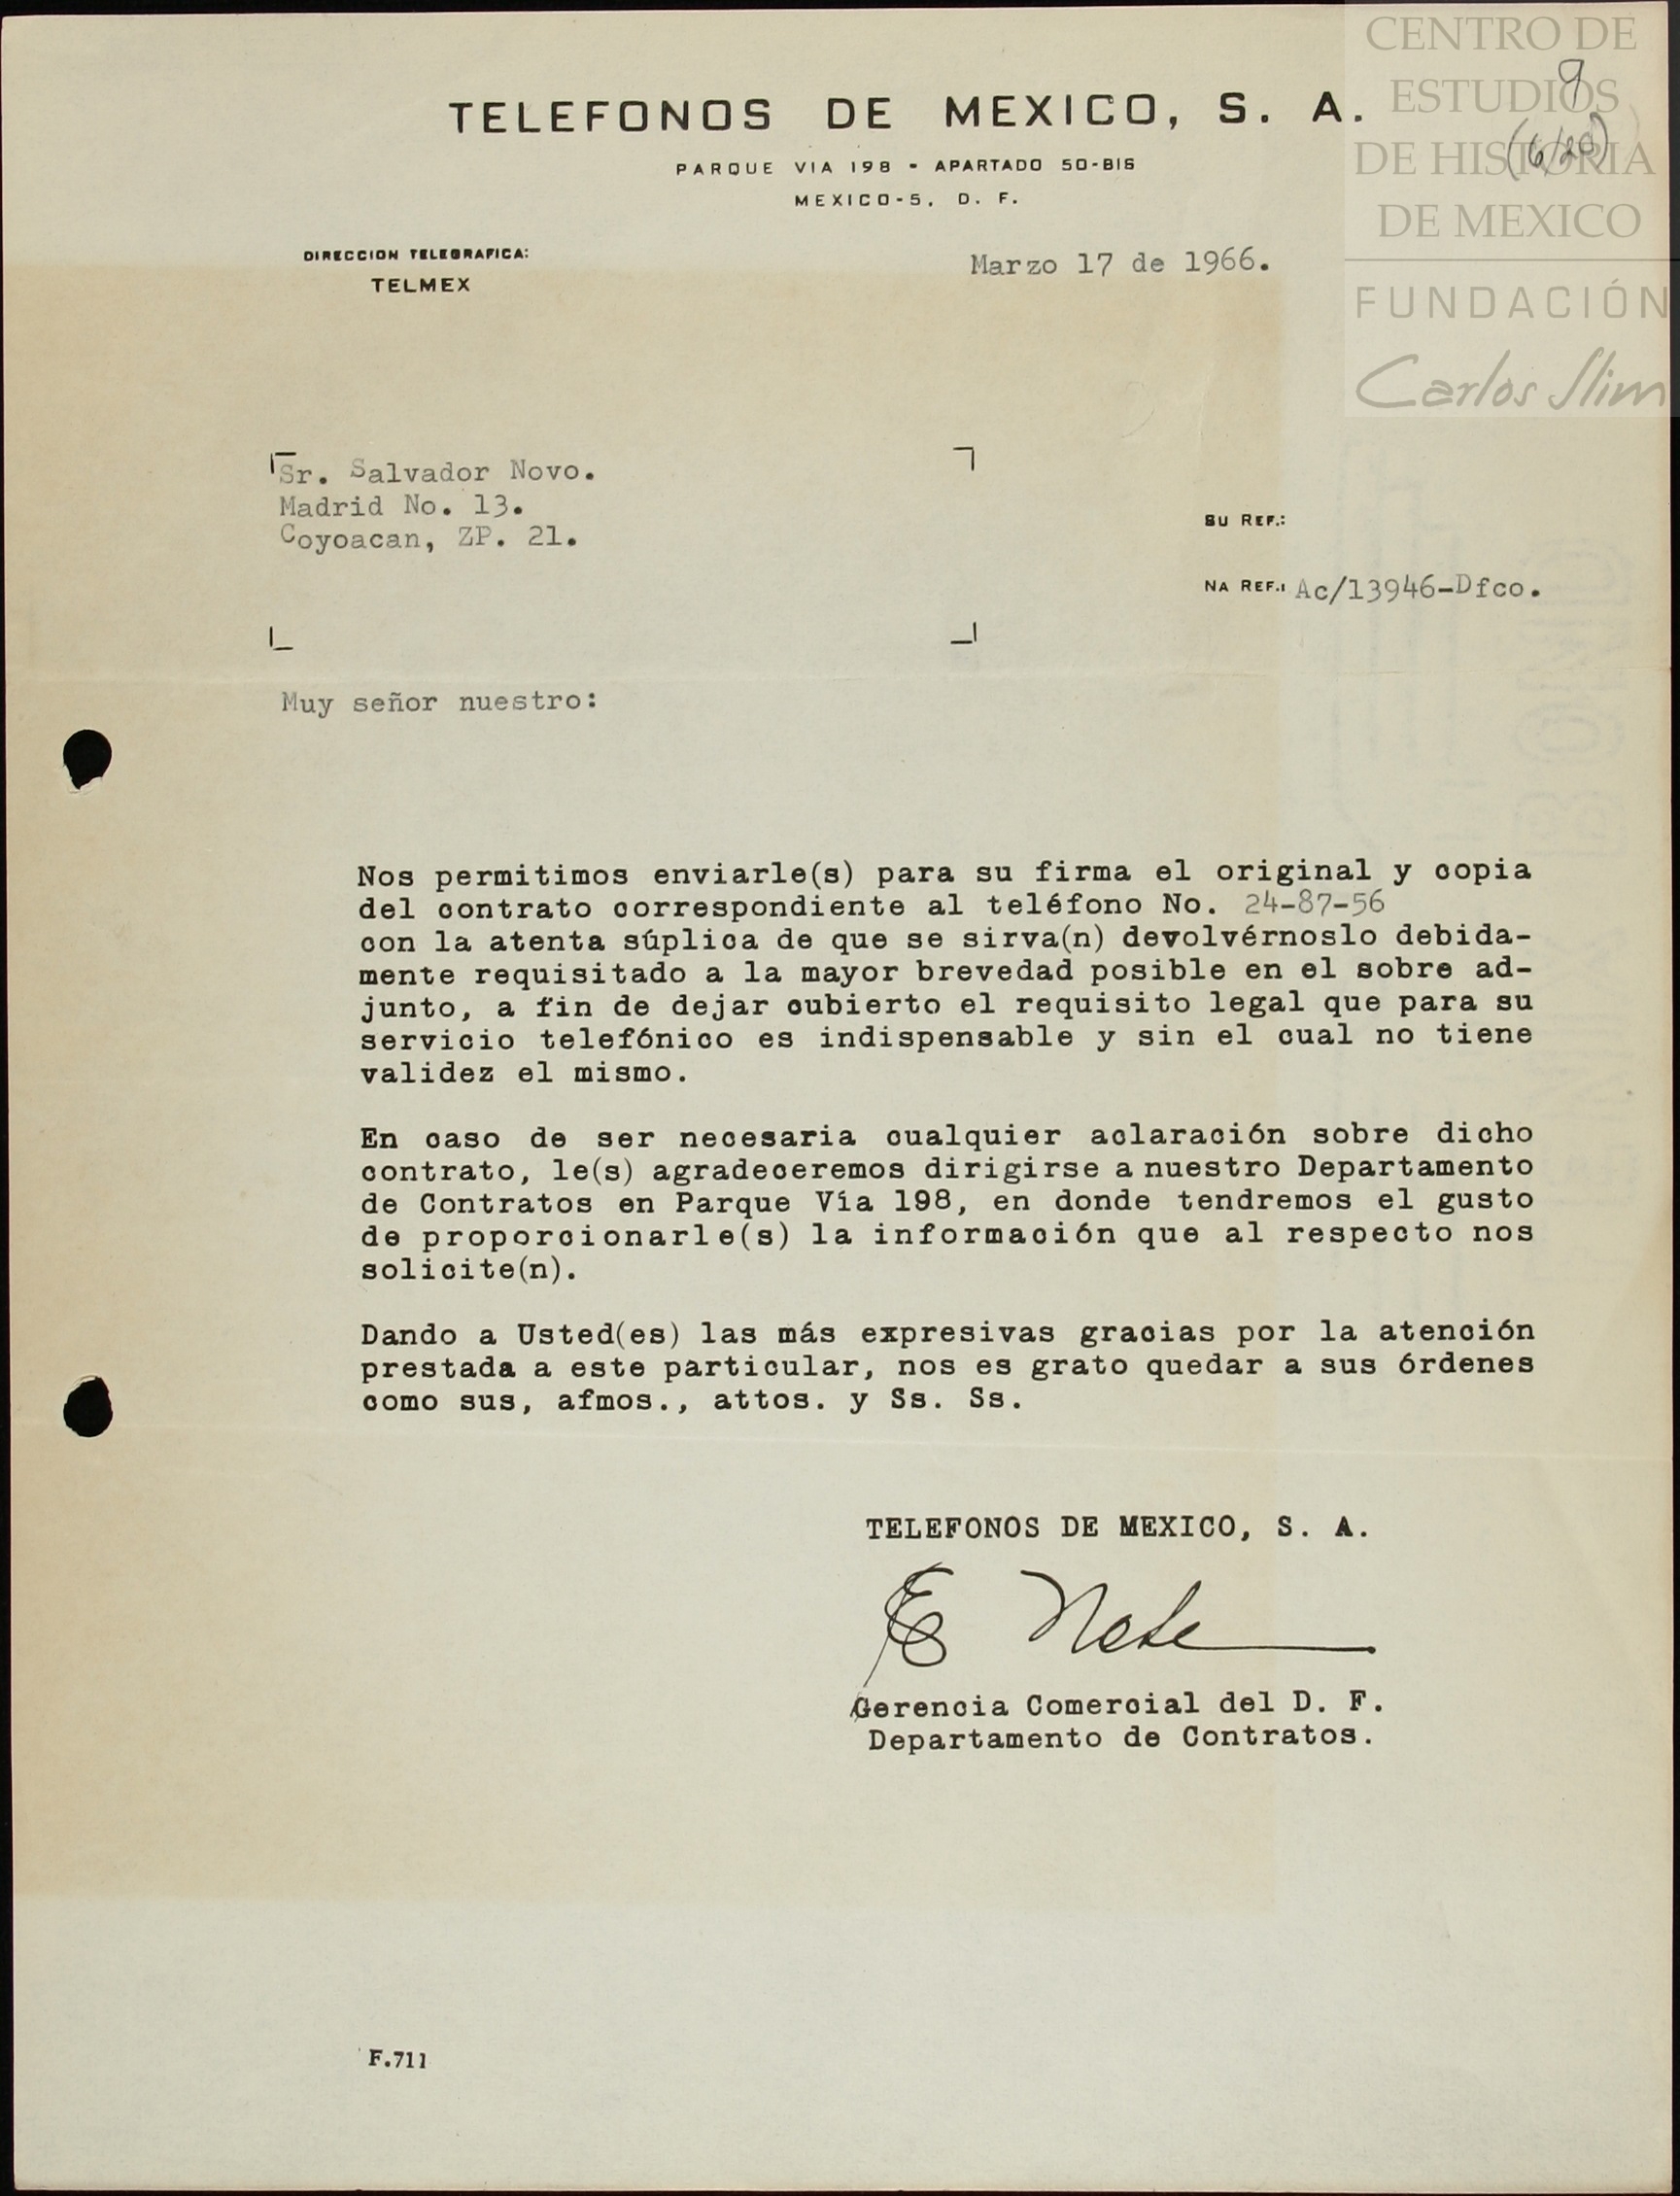 CENTRO DE
ESTUDIOS
DE HISTORIA
DE MEXICO
FUNDACIÓN
Carlos Slim
9
(6/20)
TELEFONOS DE MEXICO, S. A.
PARQUE VIA 198 - APARTADO 50-BIS
MEXICO-5, D. F.
DIRECCION TELEGRAFICA:
TELMEX
Marzo 17 de 1966.
Sr. Salvador Novo.
Madrid No. 13.
Coyoacan, ZP. 21.
SU REF.:
NA REF.: Ac/13946-Dfco.
Muy señor nuestro:
Nos permitimos enviarle(s) para su firma el original y copia
del contrato correspondiente al teléfono No. 24-87-56
con la atenta súplica de que se sirva(n) devolvérnoslo debida-
mente requisitado a la mayor brevedad posible en el sobre ad-
junto, a fin de dejar cubierto el requisito legal que para su
servicio telefónico es indispensable y sin el cual no tiene
validez el mismo.
En caso de ser necesaria cualquier aclaración sobre dicho
contrato, le(s) agradeceremos dirigirse a nuestro Departamento
de Contratos en Parque Vía 198, en donde tendremos el gusto
de proporcionarle(s) la información que al respecto nos
solicite(n).
Dando a Usted(es) las más expresivas gracias por la atención
prestada a este particular, nos es grato quedar a sus órdenes
como sus, afmos., attos. y Ss. Ss.
TELEFONOS DE MEXICO, S. A.
Gerencia Comercial del D. F.
Departamento de Contratos.
F.711